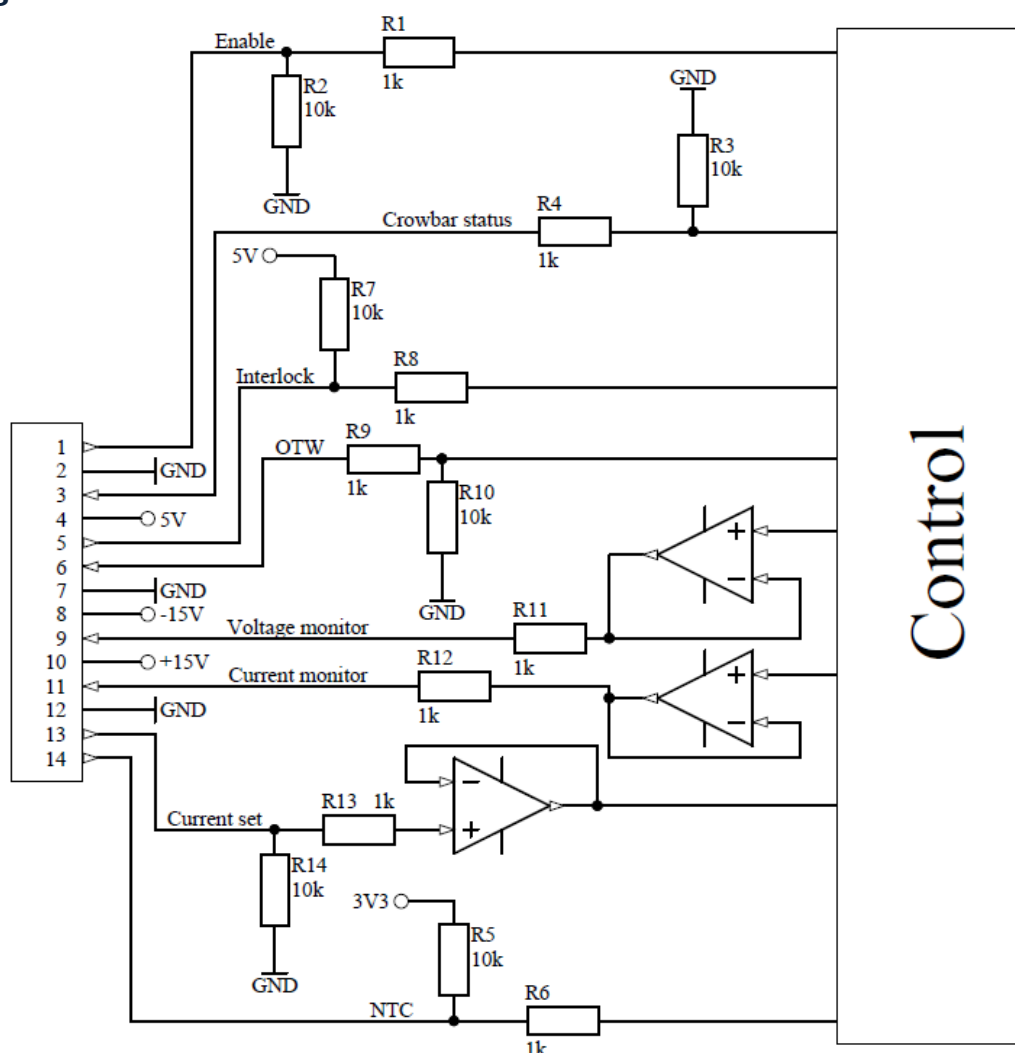 R1
Enable
1k
GND
R2
10k
R3
10k
GND
R4
Crowbar status
1k
5V
R7
10k
R8
Interlock
1k
R9
OTW
1k
R10
10k
GND
1
2 GND
3
4 5V
5
6
7 GND
8 -15V
9
10 +15V
11
12 GND
13
14
+
−
R11
Voltage monitor
1k
R12
Current monitor
1k
+
−
R13 1k
Current set
−
+
R14
10k
GND
3V3
R5
10k
R6
NTC
1k
Control